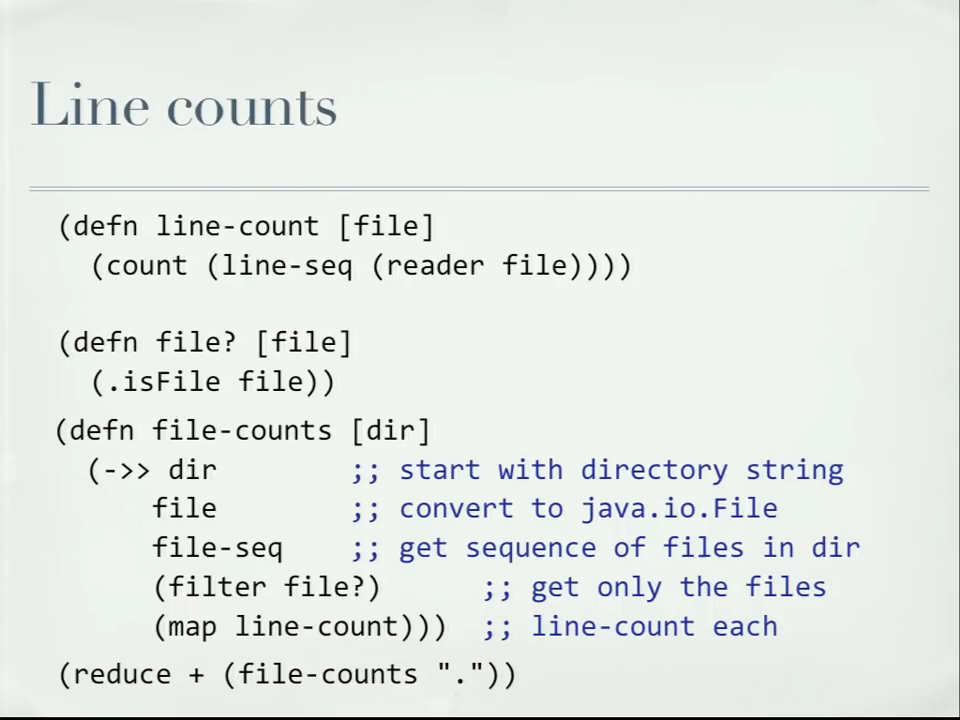 Line counts
(defn line-count [file]
(count (line-seq (reader file))))
(defn file? [file]
(.isFile file))
(defn file-counts [dir]
(->> dir ;; start with directory string
file ;; convert to java.io.File
file-seq ;; get sequence of files in dir
(filter file?) ;; get only the files
(map line-count))) ;; line-count each
(reduce + (file-counts "."))